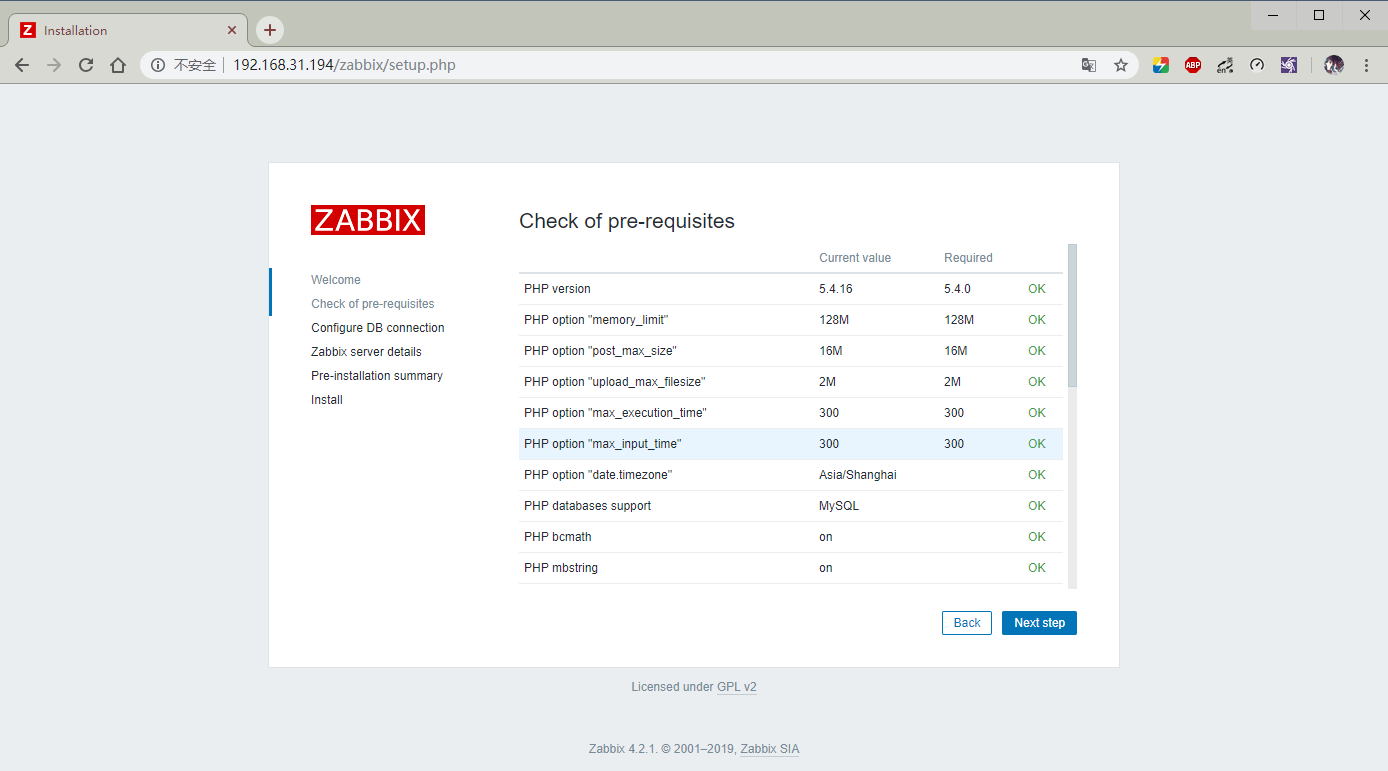 Installation
不安全 192.168.31.194/zabbix/setup.php
ABP
en
ZABBIX
Welcome
Check of pre-requisites
Configure DB connection
Zabbix server details
Pre-installation summary
Install
Check of pre-requisites
Current value Required
PHP version 5.4.16 5.4.0 OK
PHP option "memory_limit" 128M 128M OK
PHP option "post_max_size" 16M 16M OK
PHP option "upload_max_filesize" 2M 2M OK
PHP option "max_execution_time" 300 300 OK
PHP option "max_input_time" 300 300 OK
PHP option "date.timezone" Asia/Shanghai OK
PHP databases support MySQL OK
PHP bcmath on OK
PHP mbstring on OK
Back Next step
Licensed under GPL v2
Zabbix 4.2.1. © 2001–2019, Zabbix SIA